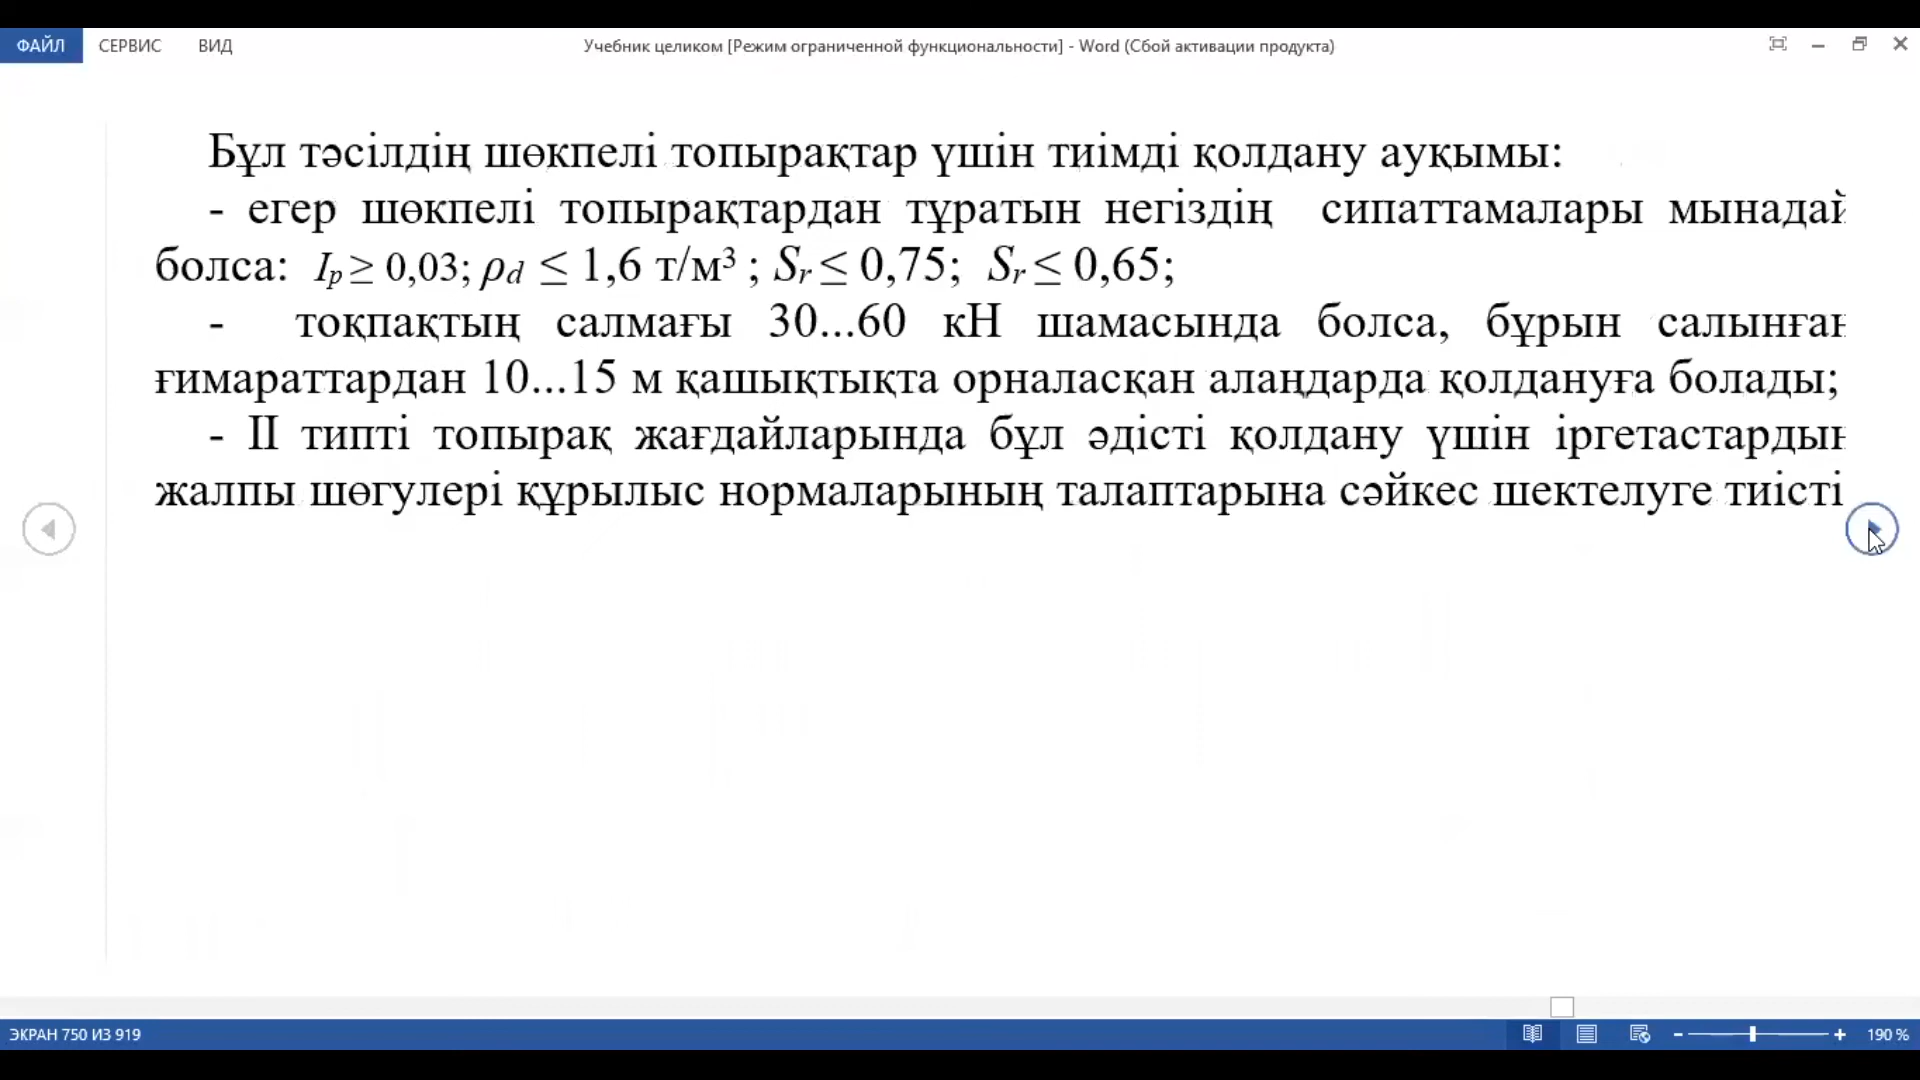 ФАЙЛ СЕРВИС ВИД Учебник целиком [Режим ограниченной функциональности] - Word (Сбой активации продукта)
Бұл тәсілдің шөкпелі топырақтар үшін тиімді қолдану ауқымы:
- егер шөкпелі топырақтардан тұратын негіздің сипаттамалары мынадай
болса: Ip ≥ 0,03; ρd ≤ 1,6 т/м³ ; Sr ≤ 0,75; Sr ≤ 0,65;
- тоқпақтың салмағы 30...60 кН шамасында болса, бұрын салынған
ғимараттардан 10...15 м қашықтықта орналасқан алаңдарда қолдануға болады;
- II типті топырақ жағдайларында бұл әдісті қолдану үшін іргетастардың
жалпы шөгулері құрылыс нормаларының талаптарына сәйкес шектелуге тиісті
ЭКРАН 750 ИЗ 919 190 %